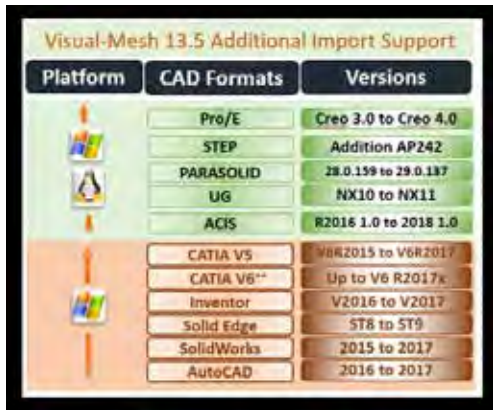 Visual-Mesh 13.5 Additional Import Support
Platform CAD Formats Versions
Pro/E Creo 3.0 to Creo 4.0
STEP Addition AP242
PARASOLID 28.0.159 to 29.0.137
UG NX10 to NX11
ACIS R2016 1.0 to 2018 1.0
CATIA V5 V6R2015 to V6R2017
CATIA V6** Up to V6 R2017x
Inventor V2016 to V2017
Solid Edge ST8 to ST9
SolidWorks 2015 to 2017
AutoCAD 2016 to 2017